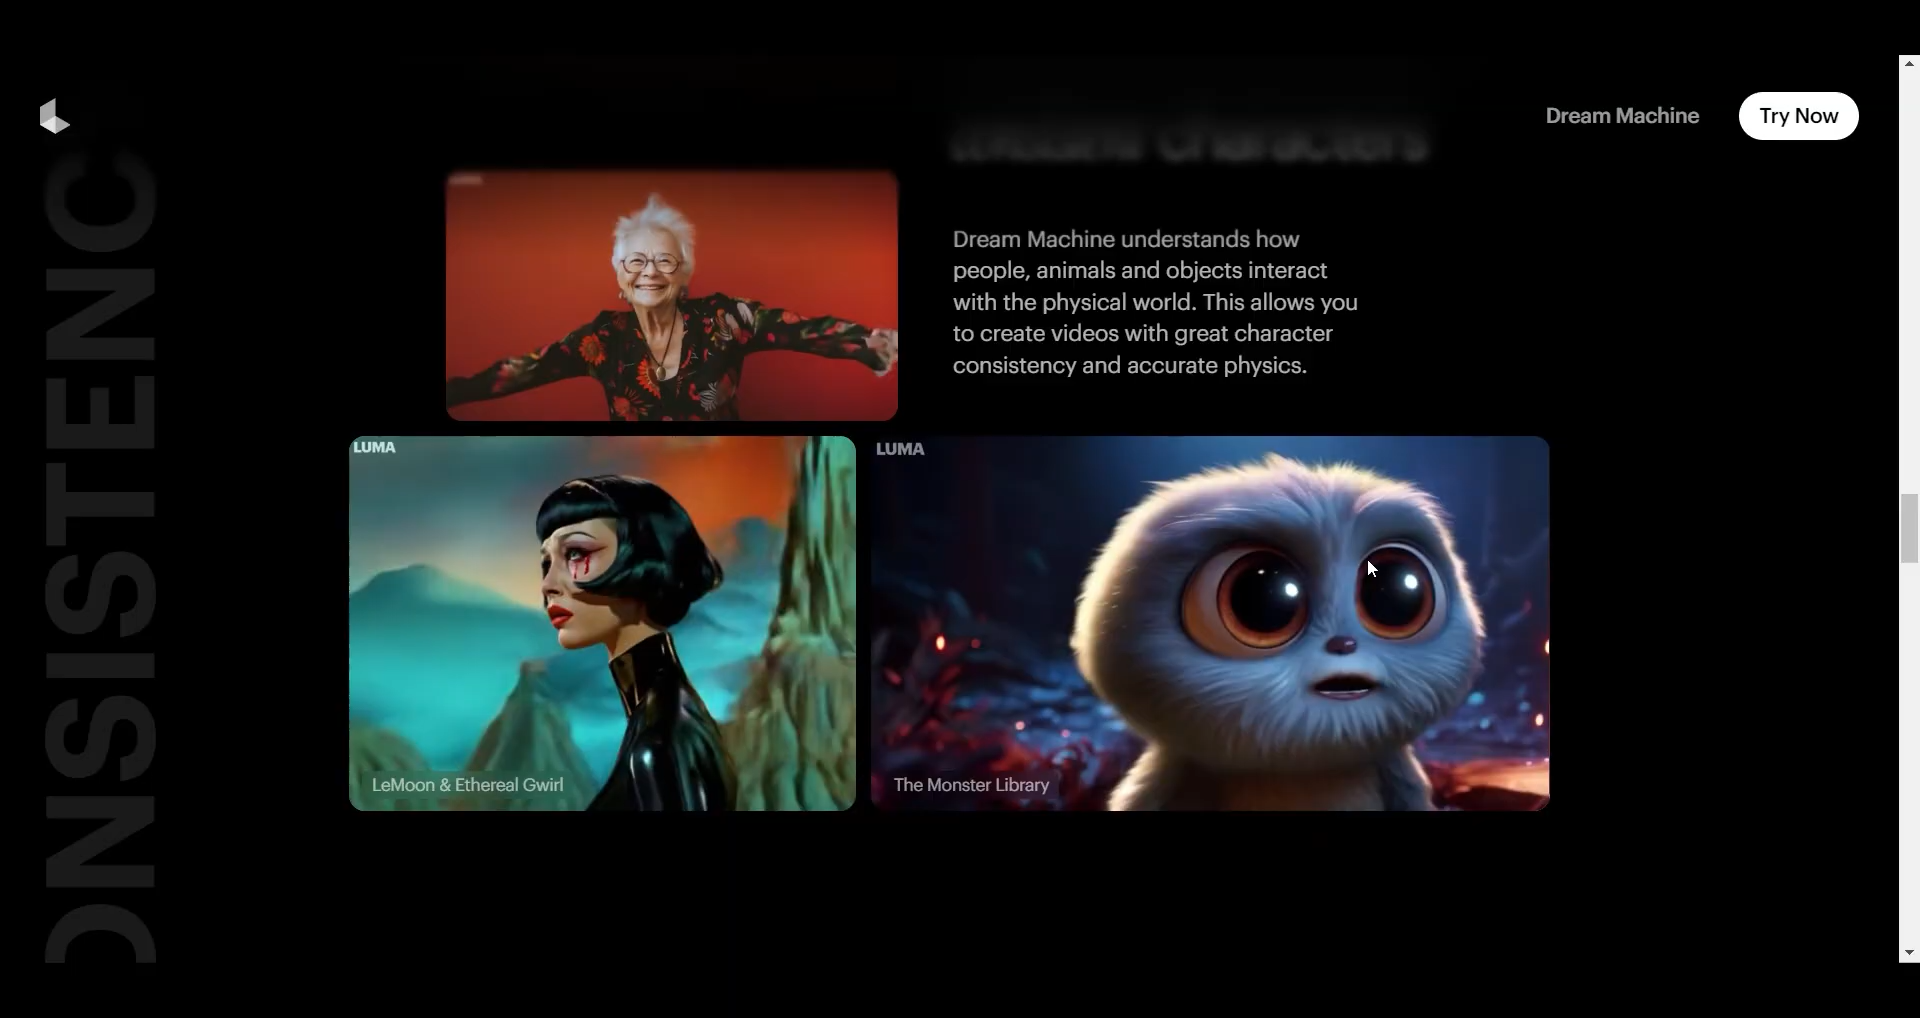 Dream Machine
Try Now
characters
LUMA
Dream Machine understands how
people, animals and objects interact
with the physical world. This allows you
to create videos with great character
consistency and accurate physics.
LUMA
LUMA
LeMoon & Ethereal Gwirl
The Monster Library
ONSISTENC